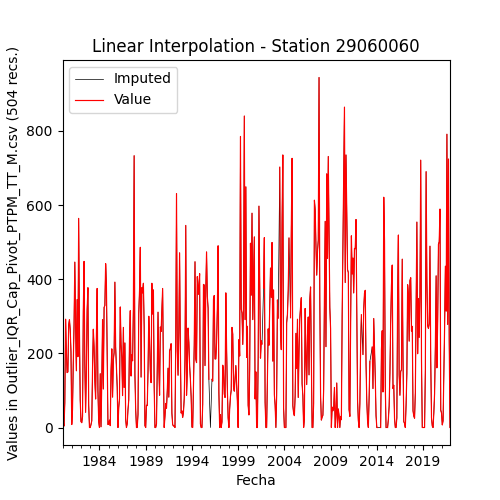 Linear Interpolation - Station 29060060
Values in Outlier_IQR_Cap_Pivot_PTPM_TT_M.csv (504 recs.)
Imputed
Value
800
600
400
200
0
1984
1989
1994
1999
2004
2009
2014
2019
Fecha